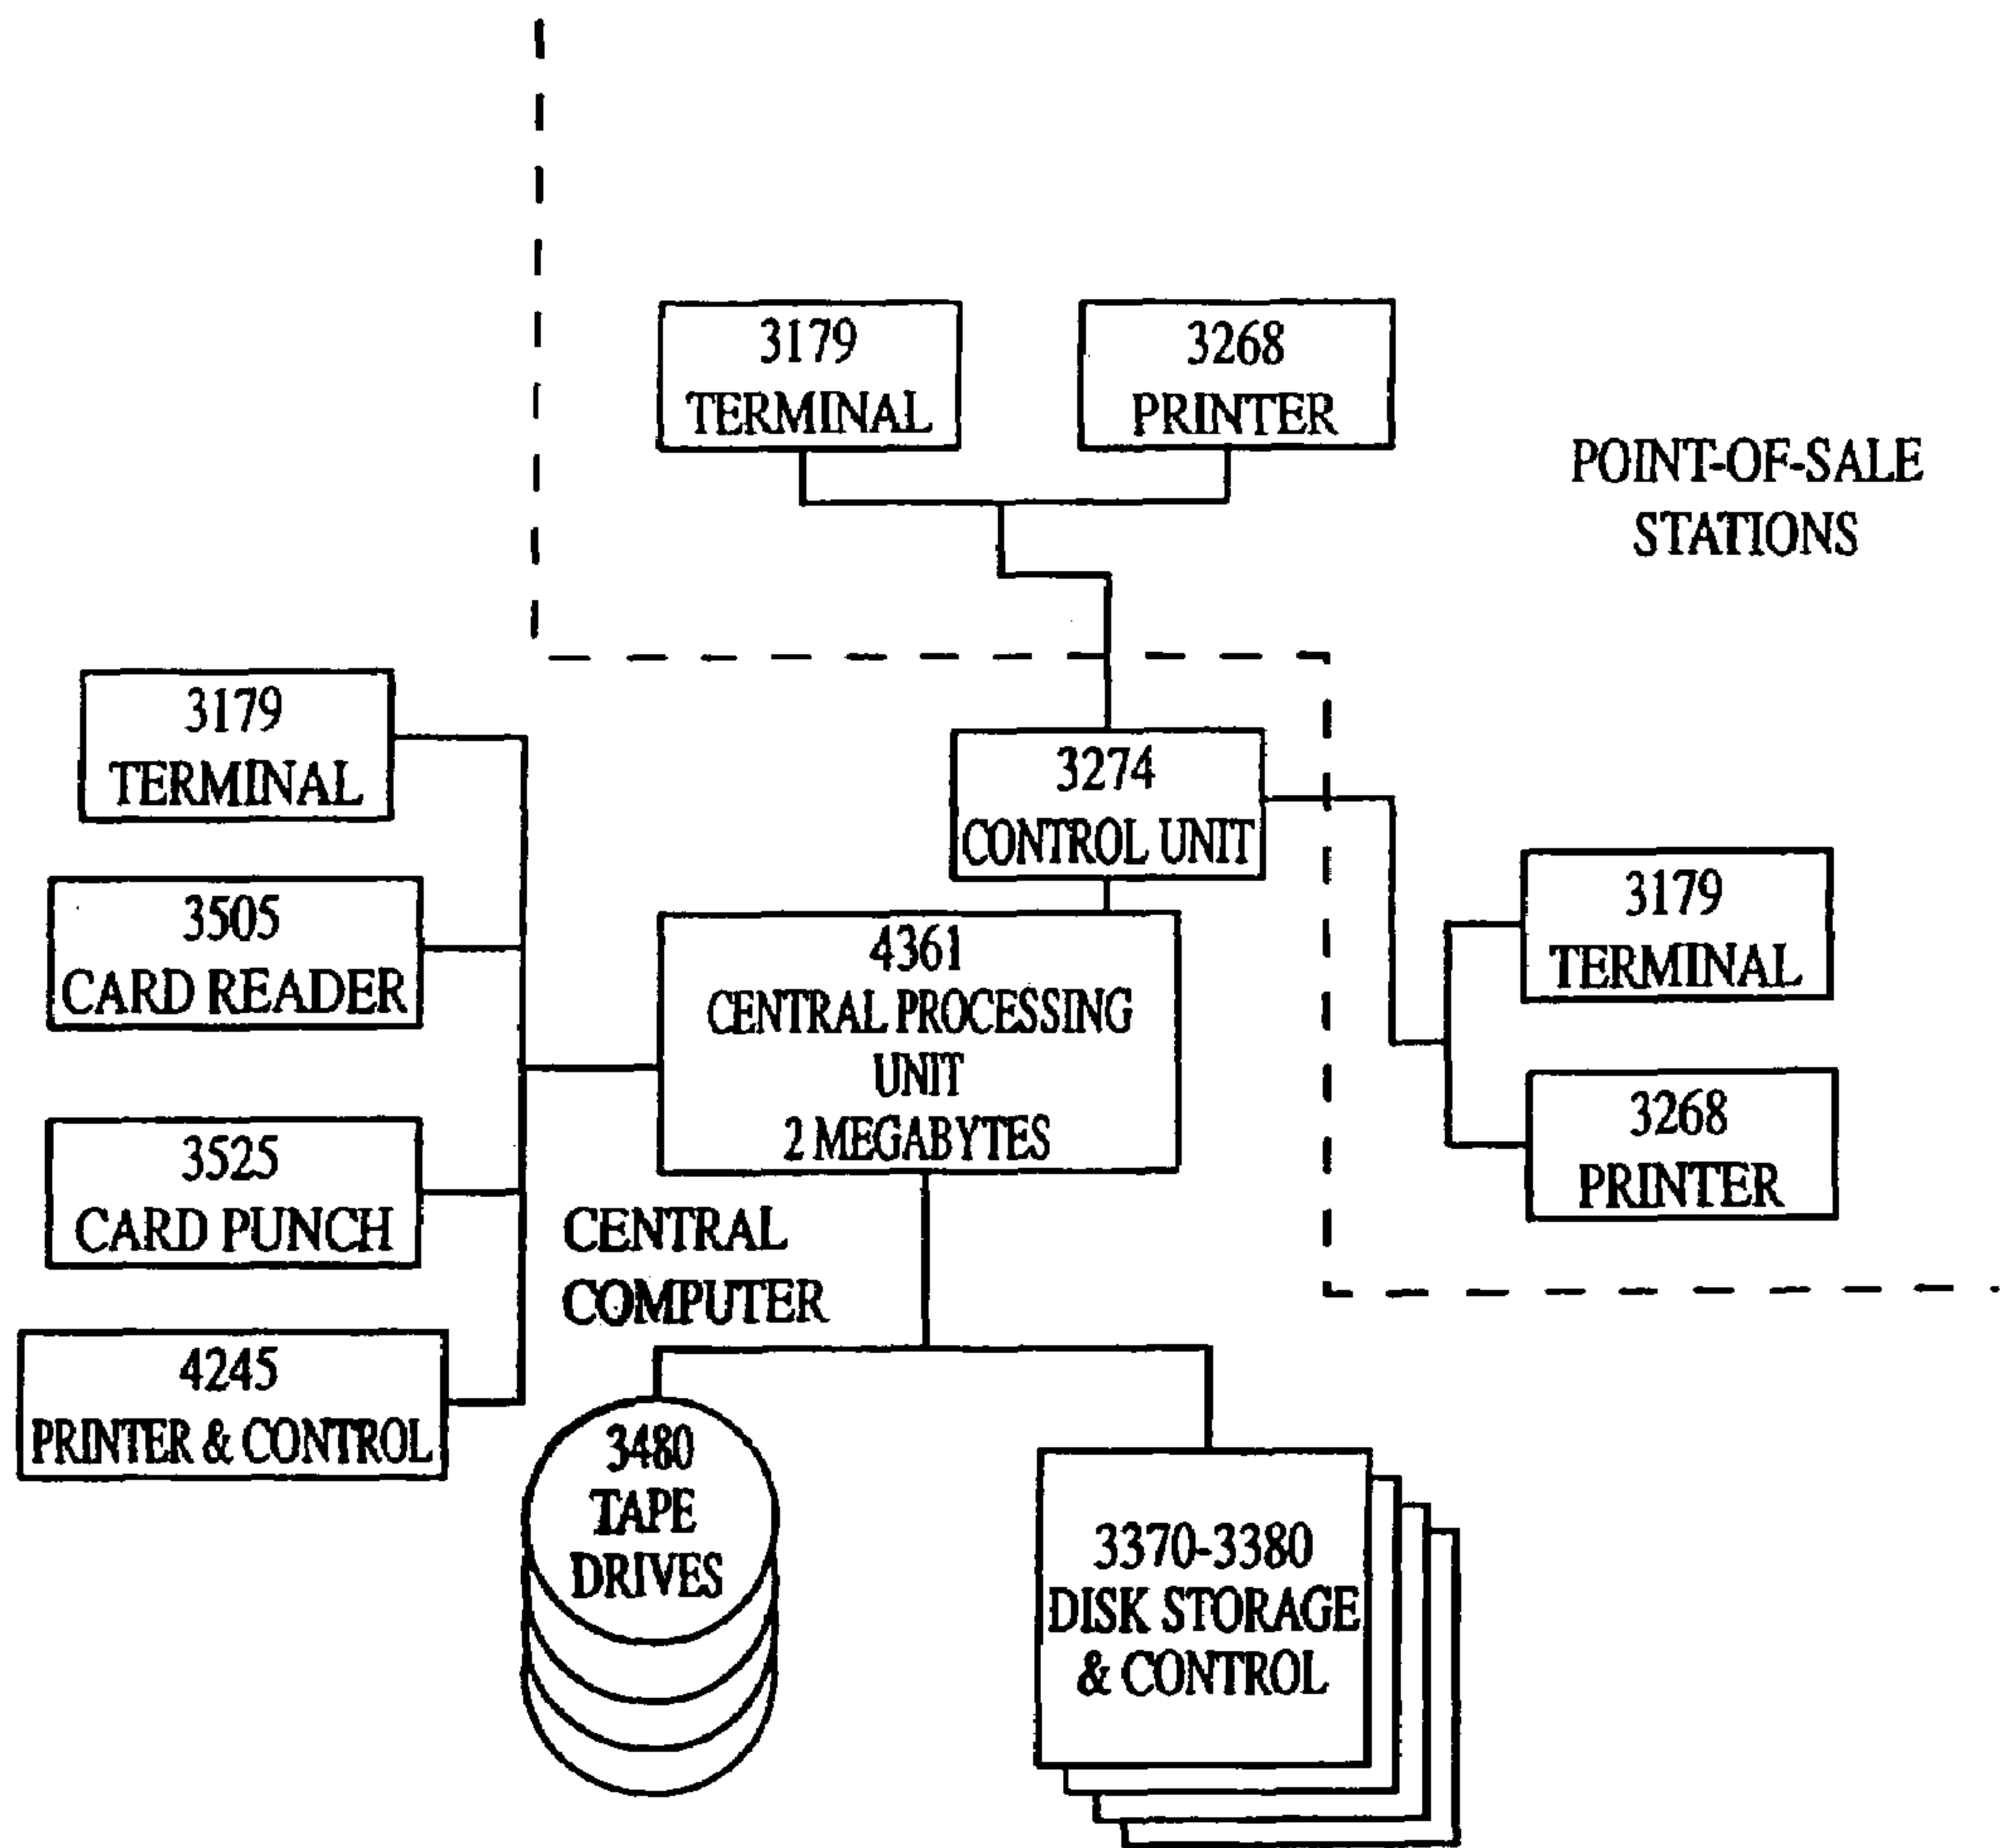 3179
TERMINAL
3268
PRINTER
POINT-OF-SALE
STATIONS
3179
TERMINAL
3274
CONTROL UNIT
3505
CARD READER
4361
CENTRAL PROCESSING
UNIT
2 MEGABYTES
3179
TERMINAL
3525
CARD PUNCH
3268
PRINTER
CENTRAL
COMPUTER
4245
PRINTER & CONTROL
3480
TAPE
DRIVES
3370-3380
DISK STORAGE
& CONTROL